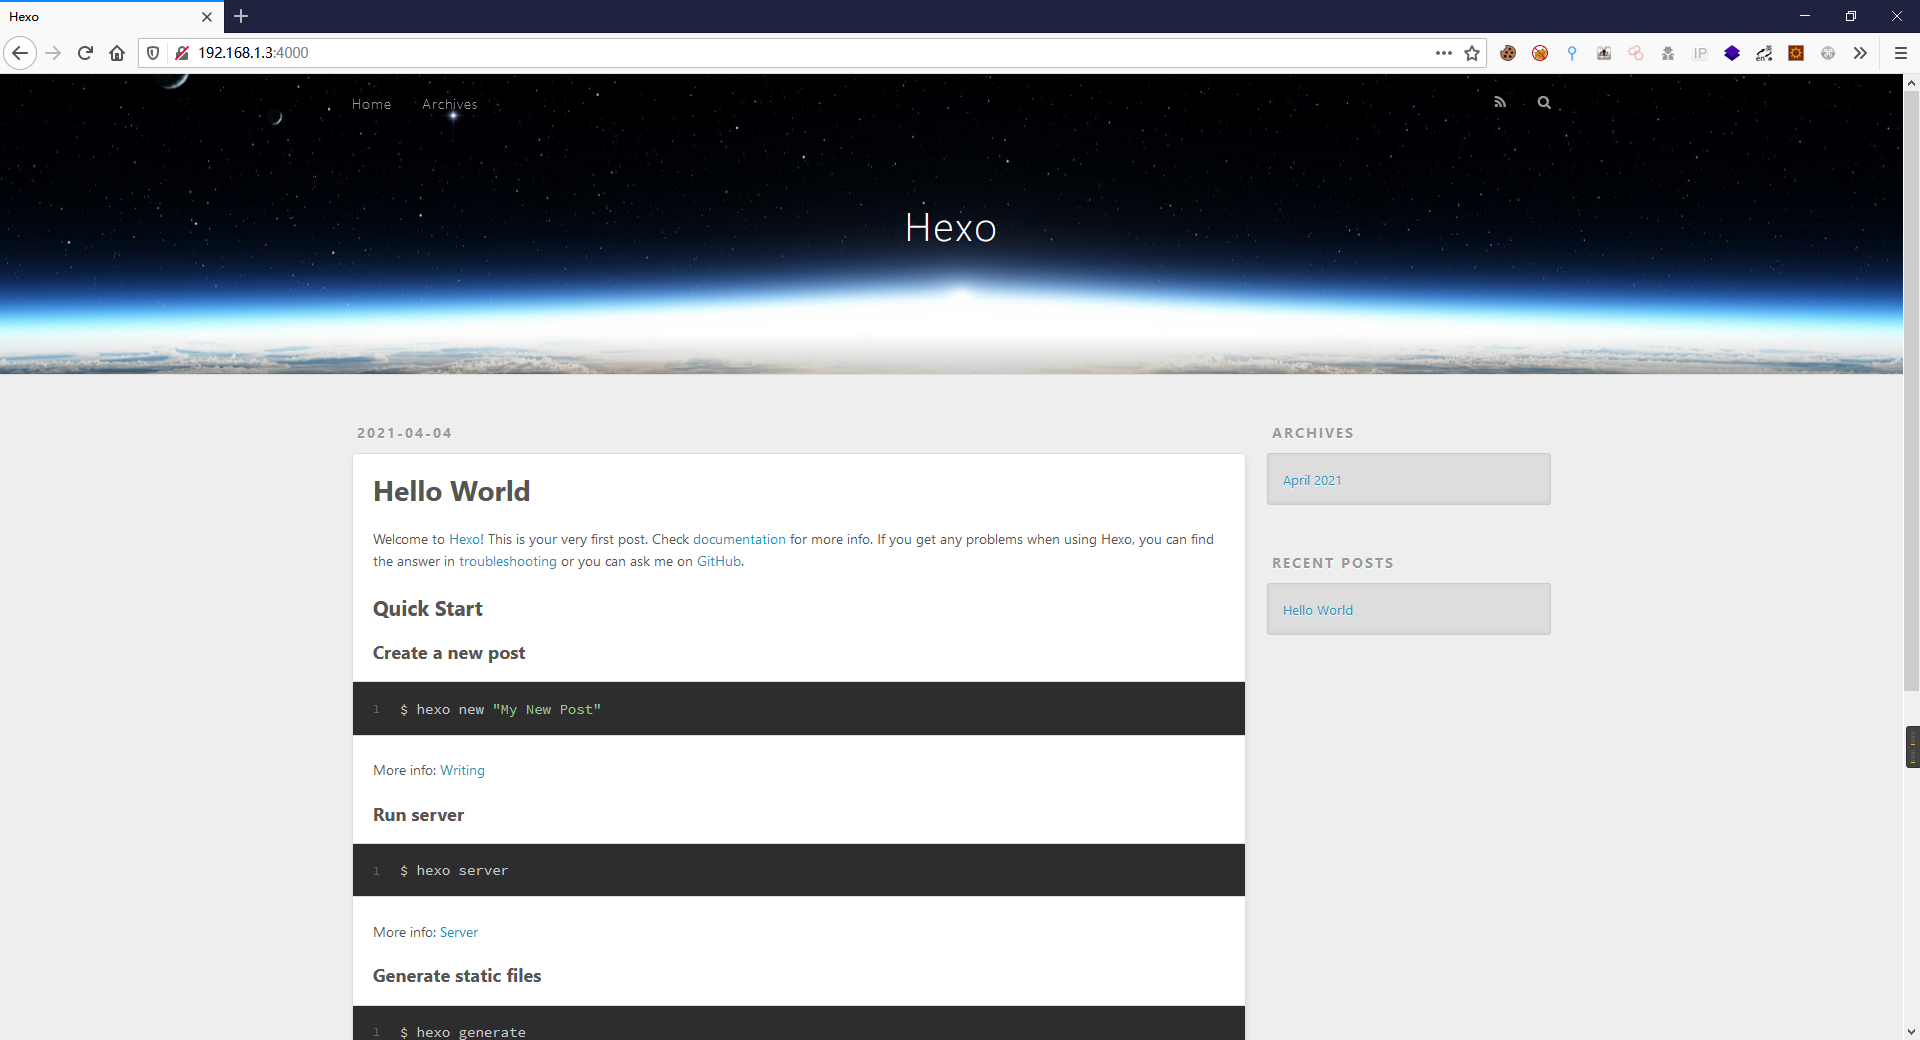 Hexo
192.168.1.3:4000
en
IP
Home
Archives
Hexo
2021-04-04
Hello World
Welcome to Hexo! This is your very first post. Check documentation for more info. If you get any problems when using Hexo, you can find
the answer in troubleshooting or you can ask me on GitHub.
Quick Start
Create a new post
1 $ hexo new "My New Post"
More info: Writing
Run server
1 $ hexo server
More info: Server
Generate static files
1 $ hexo generate
ARCHIVES
April 2021
RECENT POSTS
Hello World